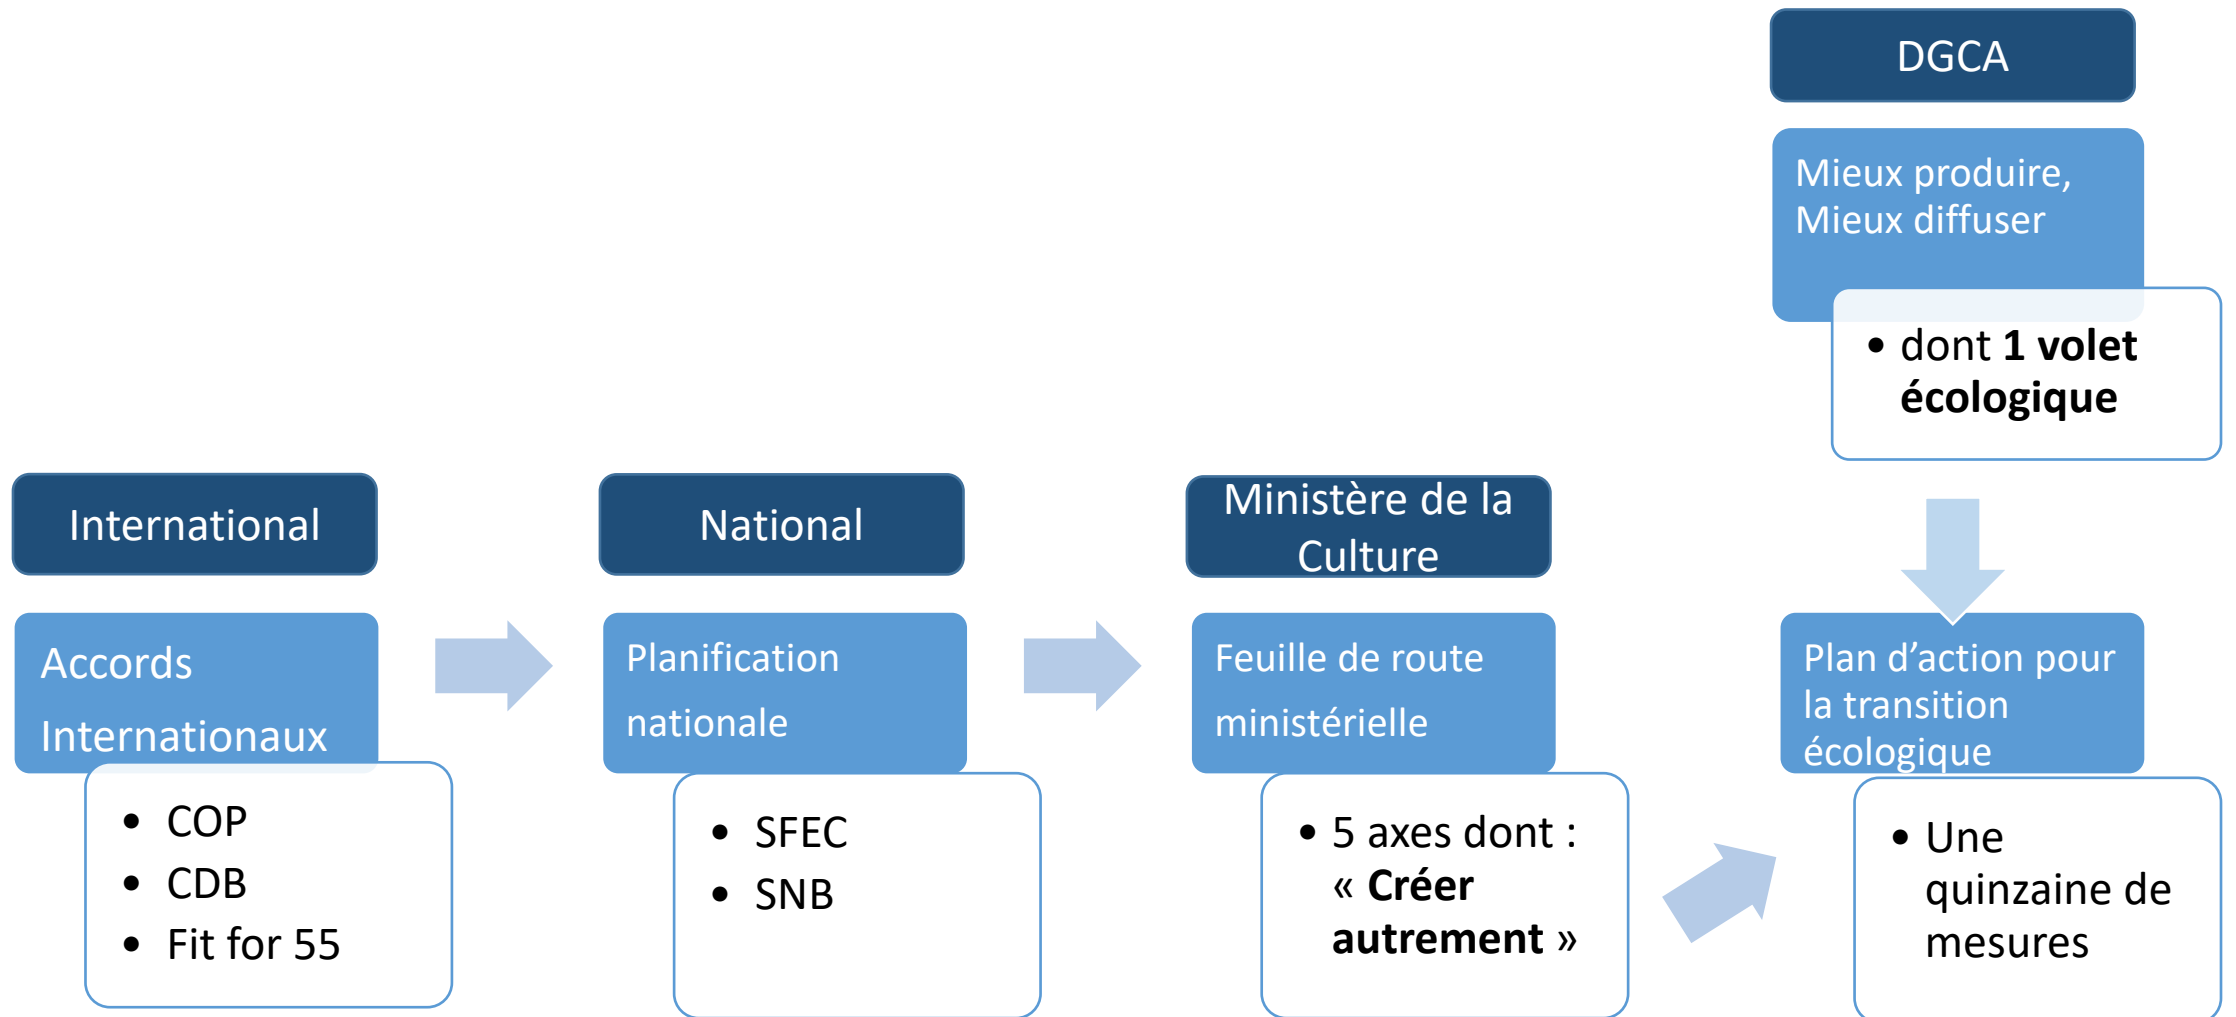 DGCA
Mieux produire,
Mieux diffuser
• dont 1 volet
écologique
International
Accords
Internationaux
• COP
• CDB
• Fit for 55
National
Planification
nationale
• SFEC
• SNB
Ministère de la
Culture
Feuille de route
ministérielle
• 5 axes dont :
« Créer
autrement »
Plan d’action pour
la transition
écologique
• Une
quinzaine de
mesures